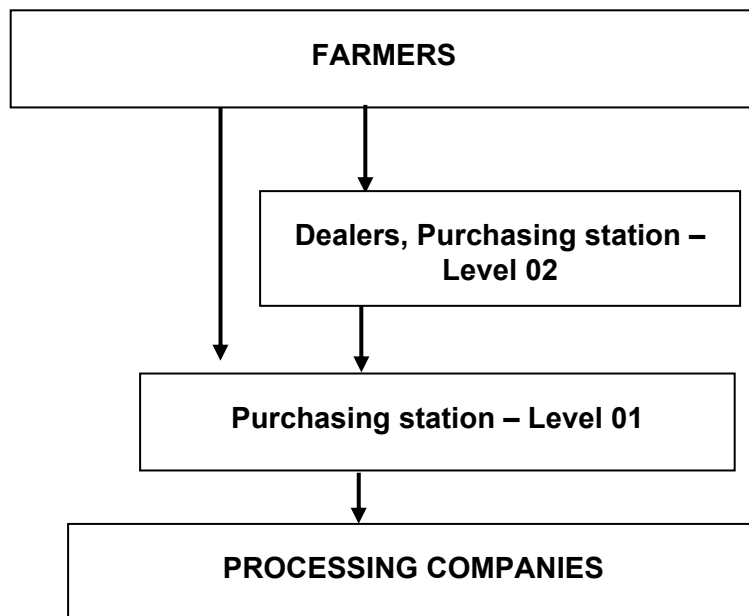 FARMERS
Dealers, Purchasing station –
Level 02
Purchasing station – Level 01
PROCESSING COMPANIES